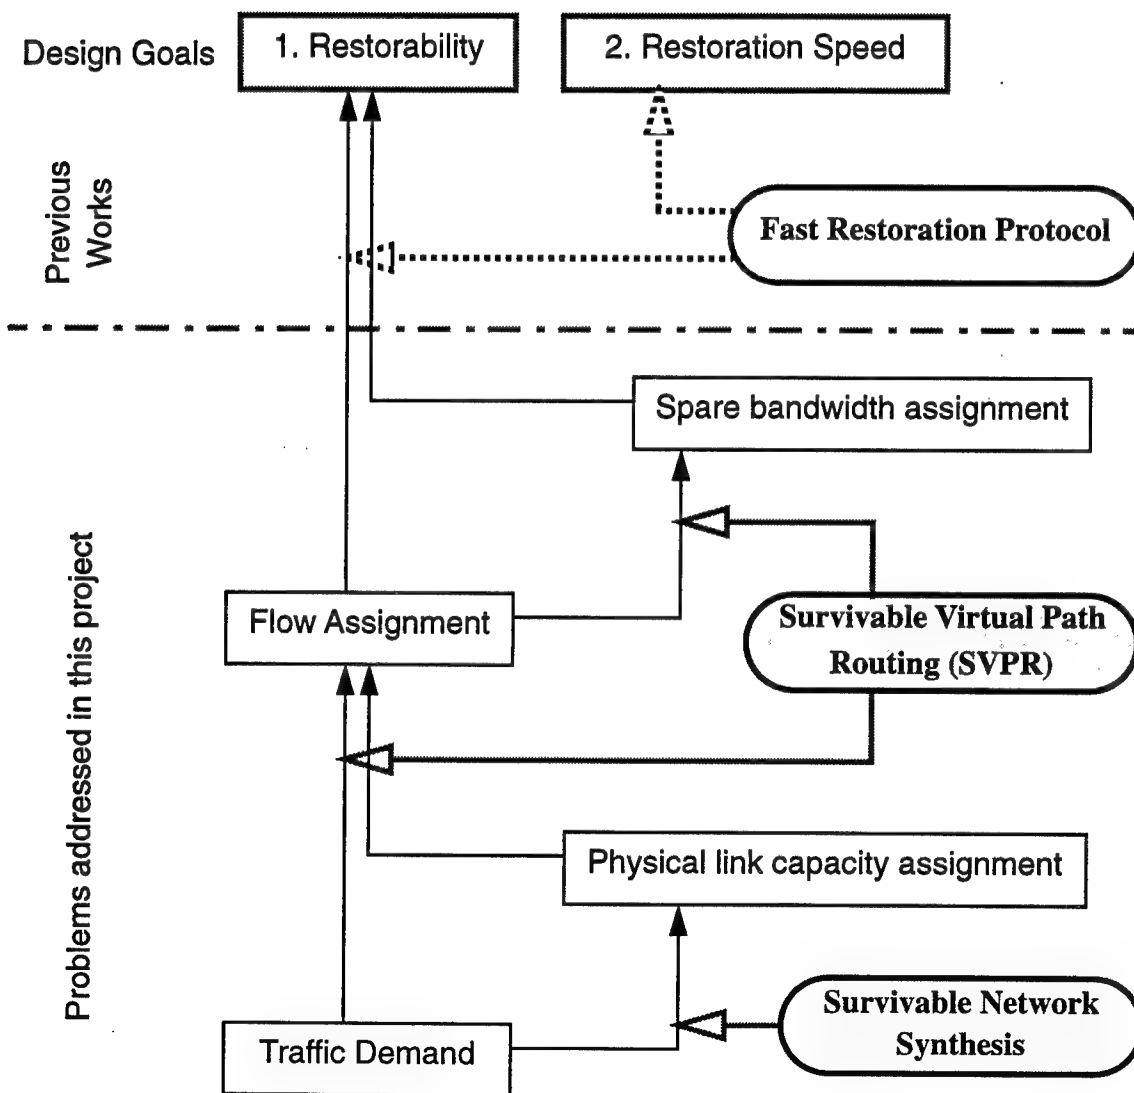 Design Goals
1. Restorability
2. Restoration Speed
Previous
Works
Fast Restoration Protocol
Spare bandwidth assignment
Problems addressed in this project
Flow Assignment
Survivable Virtual Path
Routing (SVPR)
Physical link capacity assignment
Survivable Network
Synthesis
Traffic Demand